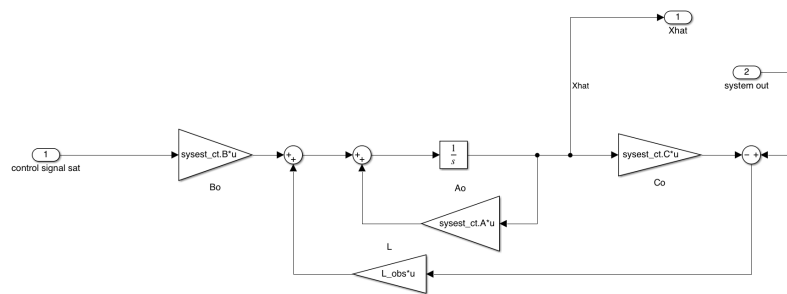 1
Xhat
2
system out
Xhat
1
control signal sat
sysest_ct.B*u
Bo
+
+
+
+
1
s
Ao
sysest_ct.C*u
Co
- +
sysest_ct.A*u
L
L_obs*u